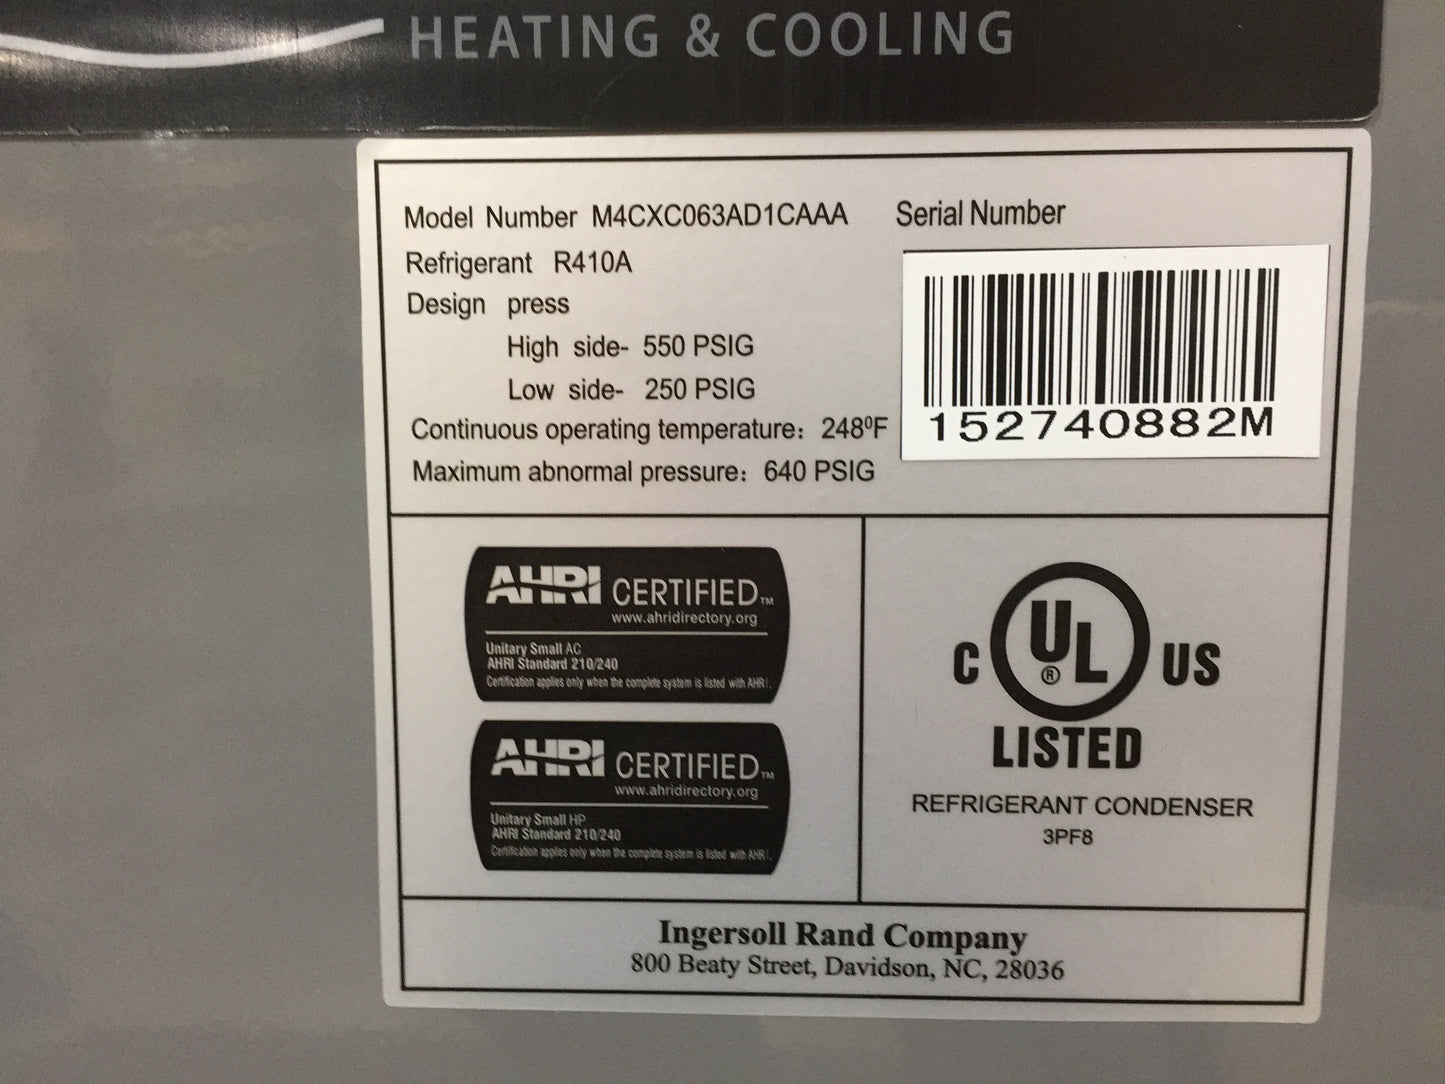 HEATING & COOLING
Model Number M4CXC063AD1CAAA
Serial Number
Refrigerant R410A
Design press
High side- 550 PSIG
Low side- 250 PSIG
152740882M
Continuous operating temperature: 248⁰F
Maximum abnormal pressure: 640 PSIG
AHRI CERTIFIED™
www.ahridirectory.org
Unitary Small AC
AHRI Standard 210/240
Certification applies only when the complete system is listed with AHRI.
AHRI CERTIFIED™
www.ahridirectory.org
Unitary Small HP
AHRI Standard 210/240
Certification applies only when the complete system is listed with AHRI.
C UL® US
LISTED
REFRIGERANT CONDENSER
3PF8
Ingersoll Rand Company
800 Beaty Street, Davidson, NC, 28036